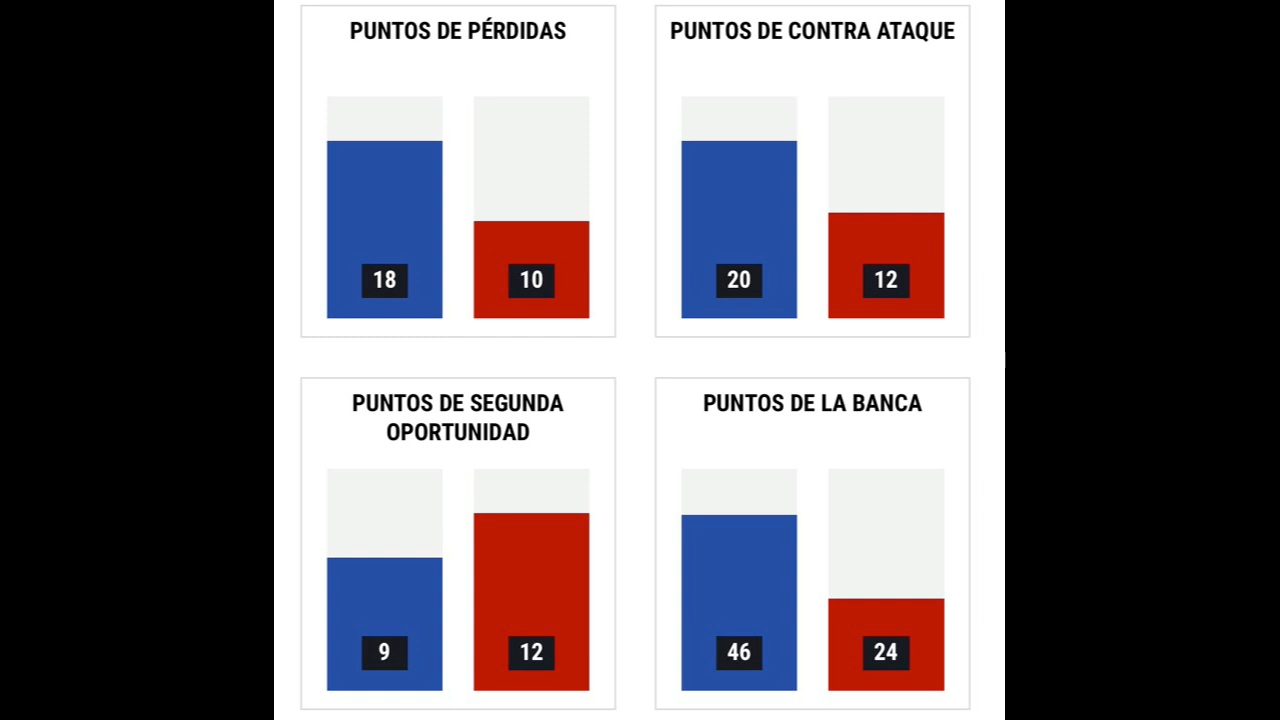 PUNTOS DE PÉRDIDAS
18
10
PUNTOS DE CONTRA ATAQUE
20
12
PUNTOS DE SEGUNDA
OPORTUNIDAD
9
12
PUNTOS DE LA BANCA
46
24